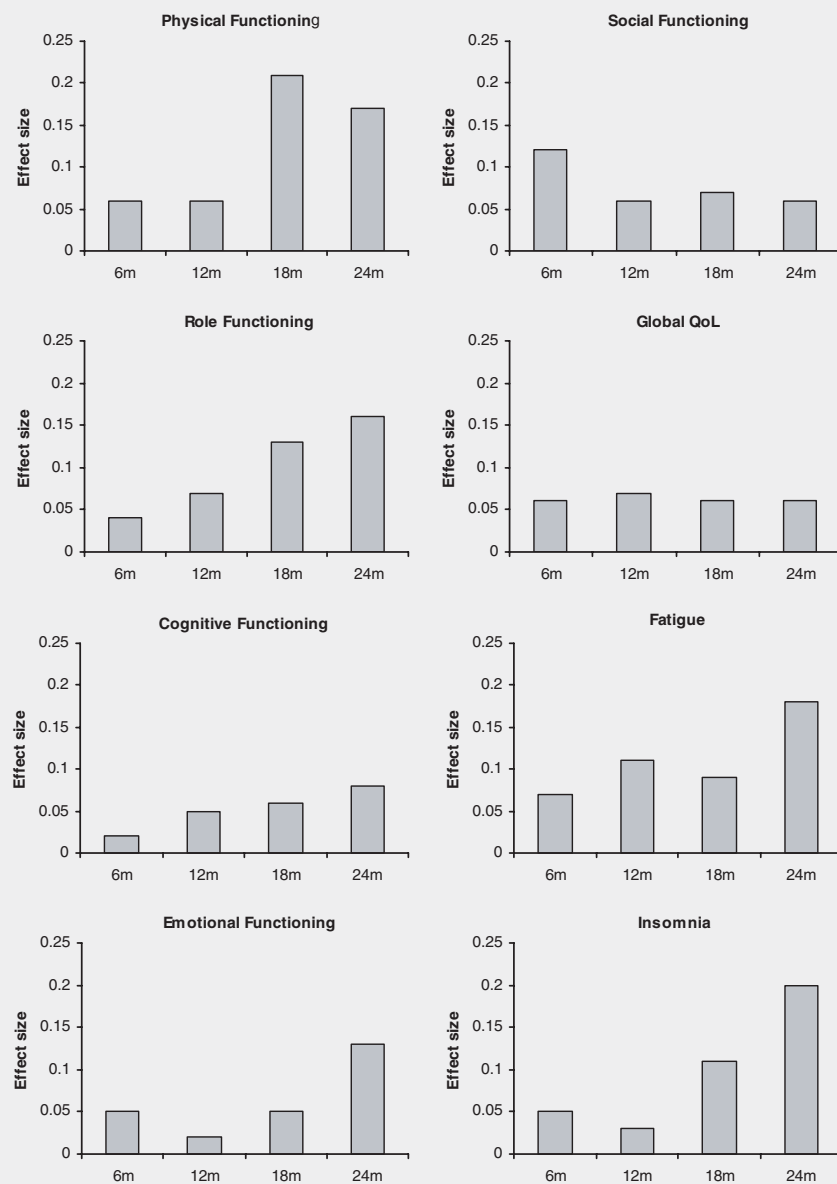 Physical Functioning
0.25
0.2
0.15
0.1
0.05
0
Effect size
6m 12m 18m 24m
Social Functioning
0.25
0.2
0.15
0.1
0.05
0
Effect size
6m 12m 18m 24m
Role Functioning
0.25
0.2
0.15
0.1
0.05
0
Effect size
6m 12m 18m 24m
Global QoL
0.25
0.2
0.15
0.1
0.05
0
Effect size
6m 12m 18m 24m
Cognitive Functioning
0.25
0.2
0.15
0.1
0.05
0
Effect size
6m 12m 18m 24m
Fatigue
0.25
0.2
0.15
0.1
0.05
0
Effect size
6m 12m 18m 24m
Emotional Functioning
0.25
0.2
0.15
0.1
0.05
0
Effect size
6m 12m 18m 24m
Insomnia
0.25
0.2
0.15
0.1
0.05
0
Effect size
6m 12m 18m 24m